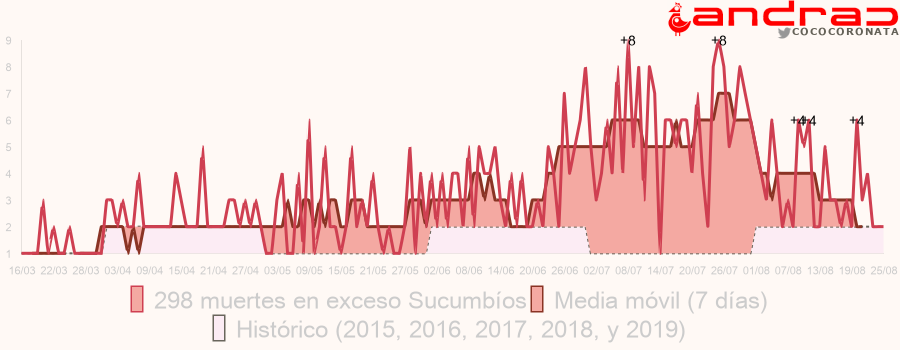 andrac
COCOCORONATA
9
+8
+8
8
7
6
+4
+4
+4
5
4
3
2
1
16/03 22/03 28/03 03/04 09/04 15/04 21/04 27/04 03/05 09/05 15/05 21/05 27/05 02/06 08/06 14/06 20/06 26/06 02/07 08/07 14/07 20/07 26/07 01/08 07/08 13/08 19/08 25/08
298 muertes en exceso Sucumbíos Media móvil (7 días)
Histórico (2015, 2016, 2017, 2018, y 2019)